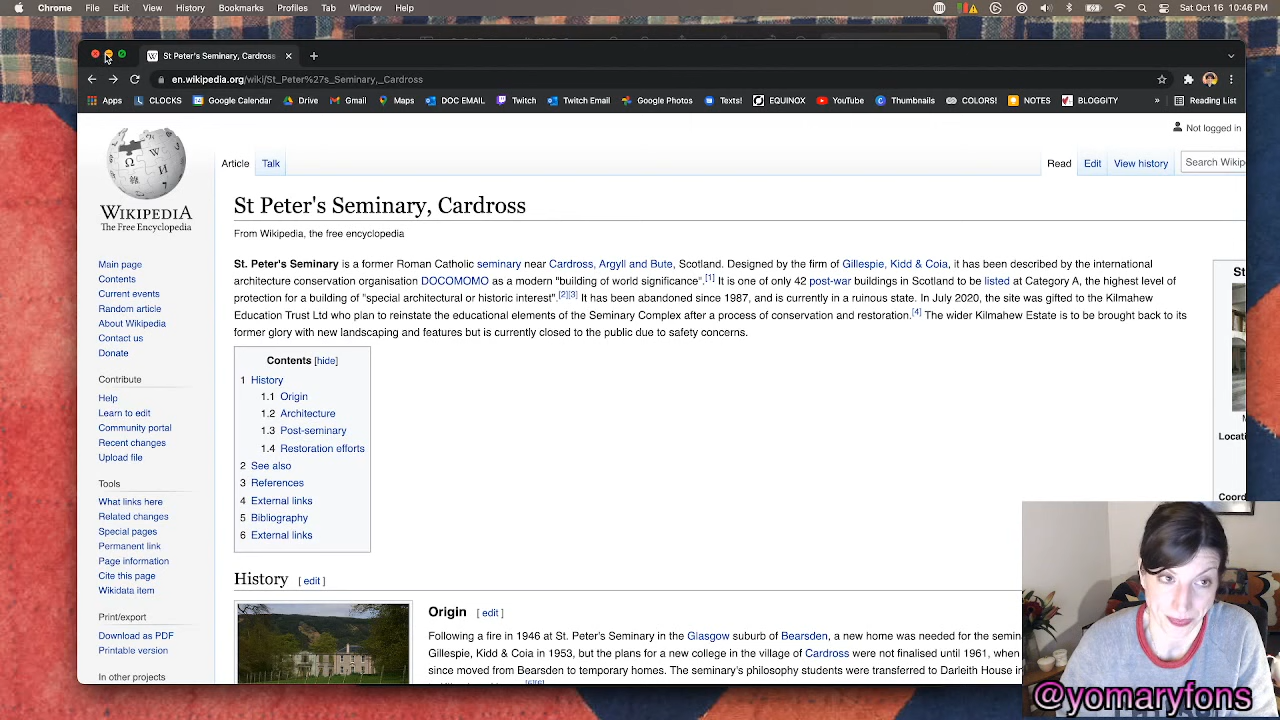 Chrome File Edit View History Bookmarks People Tab Window Help
Sat Jan 15 10:46 PM
St Peter's Seminary, Cardross
en.wikipedia.org/wiki/St_Peter%27s_Seminary,_Cardross
Apps CLOCKS Google Calendar Drive Gmail Maps DOC EMAIL Twitch Twitch Email Google Photos Texts! EQUINOX YouTube Thumbnails COLORS! NOTES BLOGGITY » Reading List
Not logged in
Article Talk Read Edit View history Search Wikip
WIKIPEDIA
The Free Encyclopedia
St Peter's Seminary, Cardross
From Wikipedia, the free encyclopedia
St. Peter's Seminary is a former Roman Catholic seminary near Cardross, Argyll and Bute, Scotland. Designed by the firm of Gillespie, Kidd & Coia, it has been described by the international
architecture conservation organisation DOCOMOMO as a modern "building of world significance".[1] It is one of only 42 post-war buildings in Scotland to be listed at Category A, the highest level of
protection for a building of "special architectural or historic interest".[2][3] It has been abandoned since 1987, and is currently in a ruinous state. In July 2020, the site was gifted to the Kilmahew
Education Trust Ltd who plan to reinstate the educational elements of the Seminary Complex after a process of conservation and restoration.[4] The wider Kilmahew Estate is to be brought back to its
former glory with new landscaping and features but is currently closed to the public due to safety concerns.
Main page
Contents
Current events
Random article
About Wikipedia
Contact us
Donate
Contribute
Help
Learn to edit
Community portal
Recent changes
Upload file
Tools
What links here
Related changes
Special pages
Permanent link
Page information
Cite this page
Wikidata item
Print/export
Download as PDF
Printable version
In other projects
Contents [hide]
1 History
1.1 Origin
1.2 Architecture
1.3 Post-seminary
1.4 Restoration efforts
2 See also
3 References
4 External links
5 Bibliography
6 External links
St
Locati
Coord
History [ edit ]
Origin [ edit ]
Following a fire in 1946 at St. Peter's Seminary in the Glasgow suburb of Bearsden, a new home was needed for the semin
Gillespie, Kidd & Coia in 1953, but the plans for a new college in the village of Cardross were not finalised until 1961, when
since moved from Bearsden to temporary homes. The seminary's philosophy students were transferred to Darleith House i
@yomaryfons